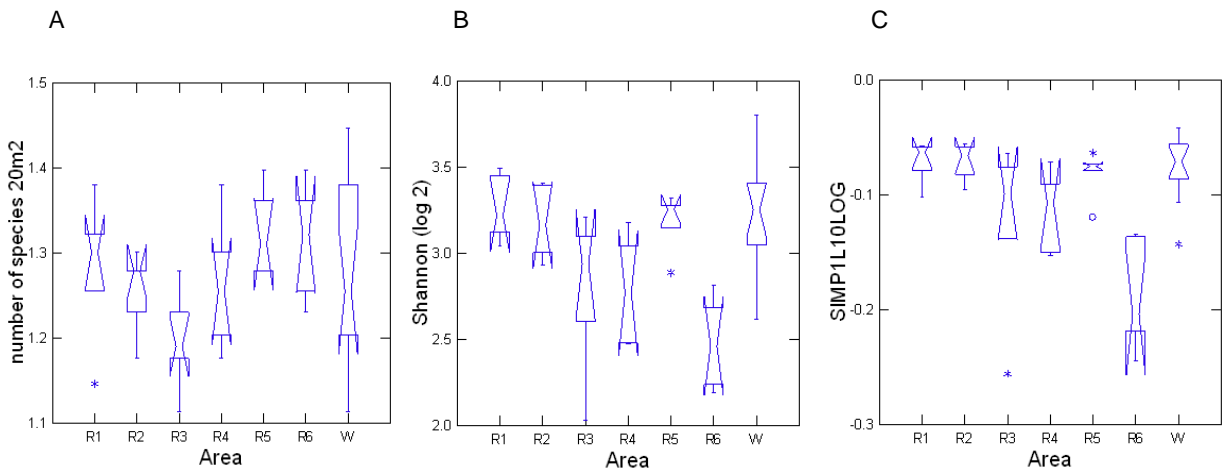 A
B
C
number of species 20m2
1.5
1.4
1.3
1.2
1.1
R1 R2 R3 R4 R5 R6 W
Area
Shannon (log 2)
4.0
3.5
3.0
2.5
2.0
R1 R2 R3 R4 R5 R6 W
Area
SIMP1L10LOG
0.0
-0.1
-0.2
-0.3
R1 R2 R3 R4 R5 R6 W
Area